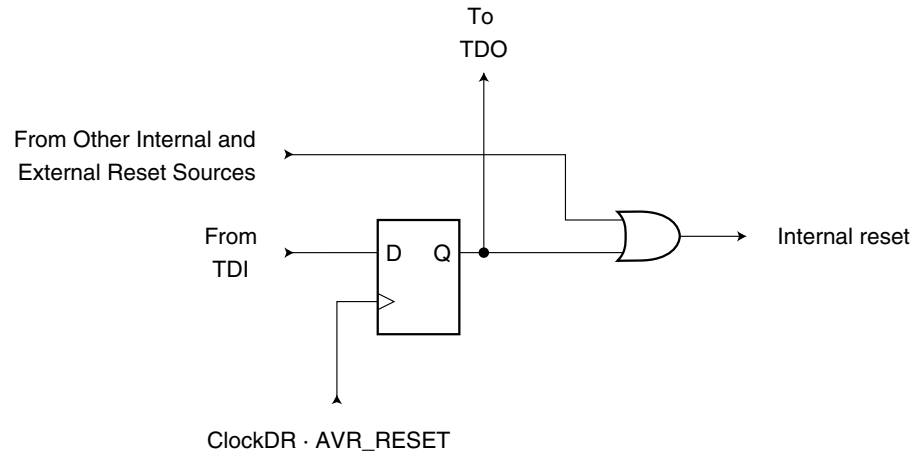 To
TDO
From Other Internal and
External Reset Sources
From
TDI
D Q
Internal reset
ClockDR · AVR_RESET